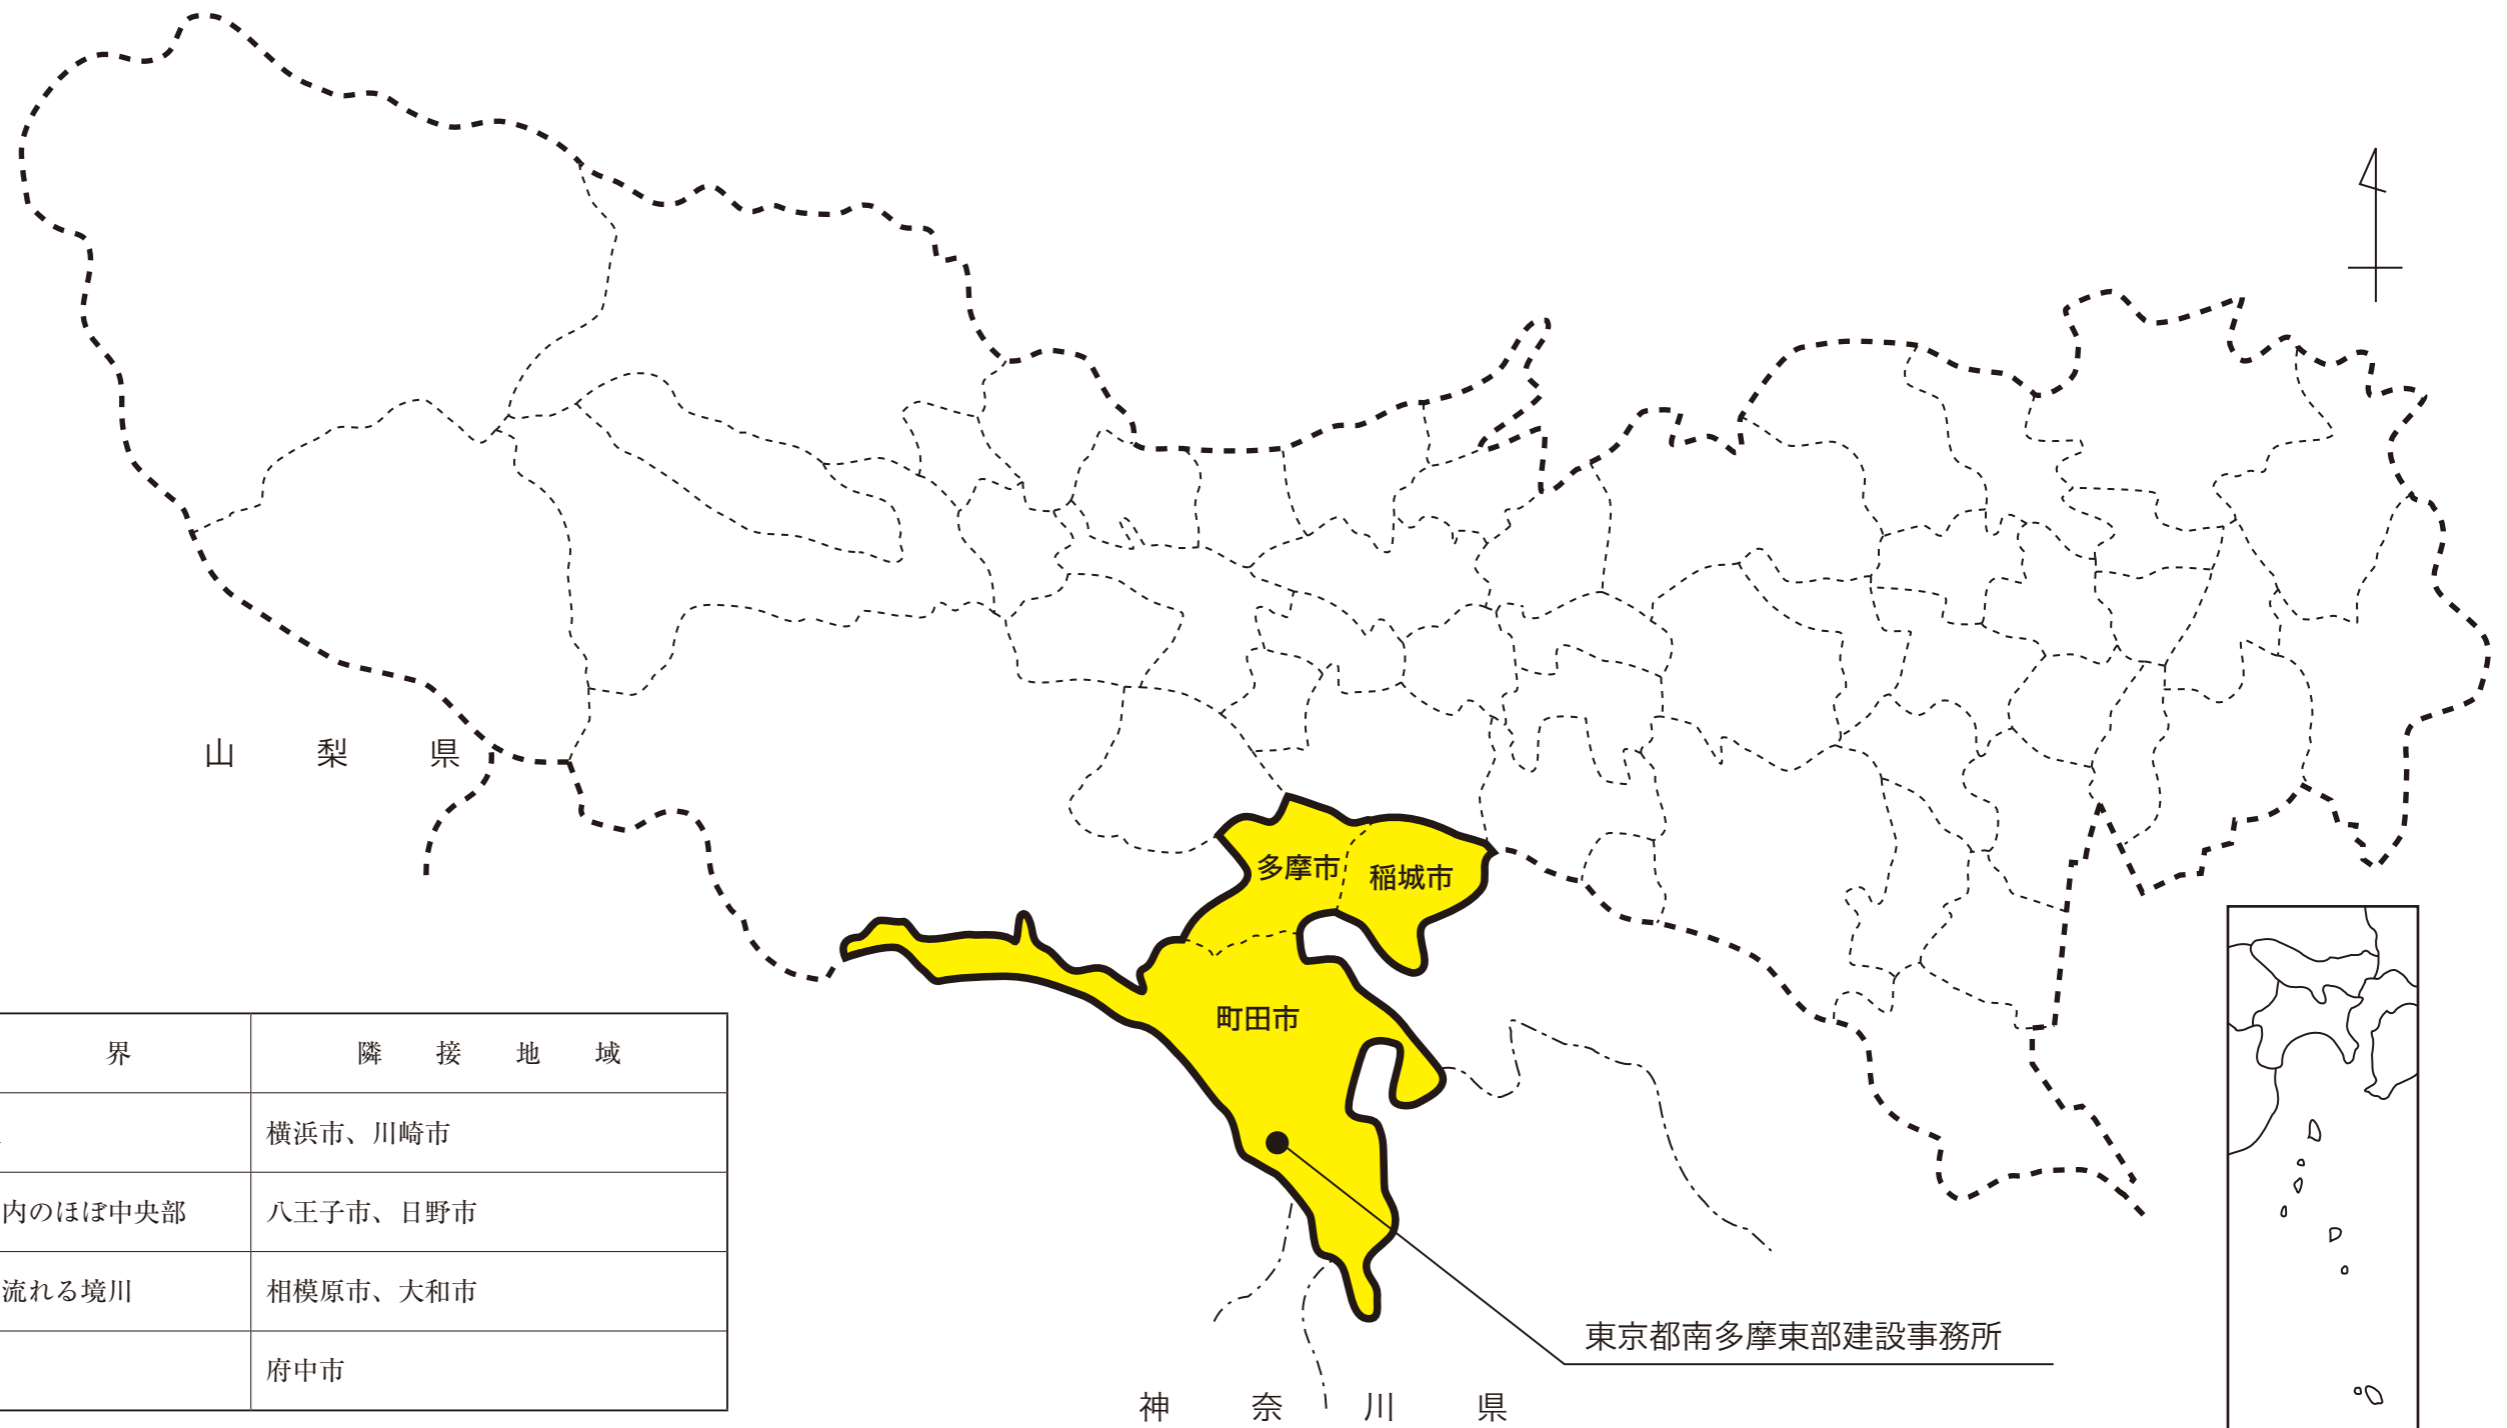 山梨県
多摩市
稲城市
町田市
界 隣接地域
横浜市、川崎市
内のほぼ中央部 八王子市、日野市
流れる境川 相模原市、大和市
府中市
東京都南多摩東部建設事務所
神奈川県